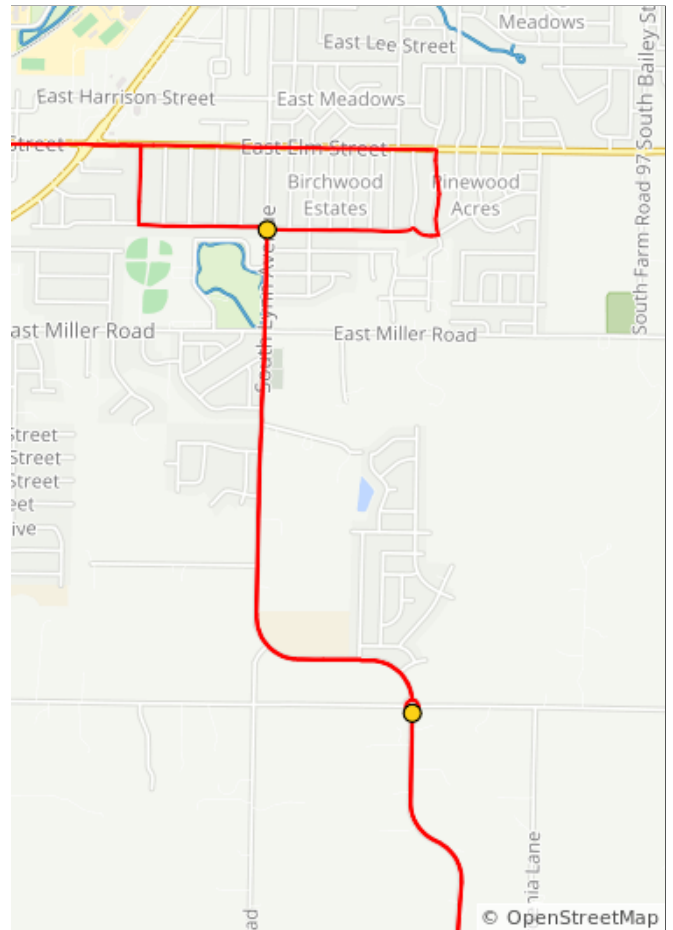 Meadows
East Lee Street
East Harrison Street
East Meadows
Street
East Elm Street
Birchwood
Estates
Pinewood
Acres
South Farm Road 97
South Bailey St
South Lynn Avenue
ast Miller Road
East Miller Road
Street
Street
Street
eet
ive
nia Lane
ad
© OpenStreetMap